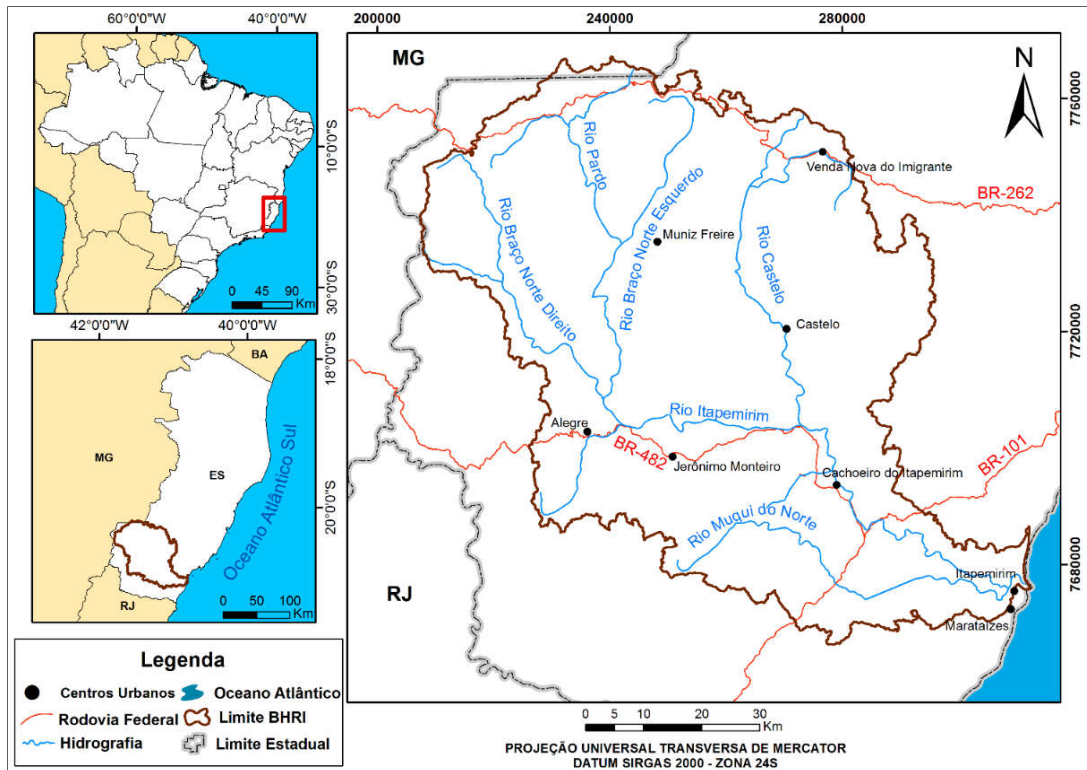 60°0'0"W
40°0'0"W
10°0'0"S
30°0'0"S
0 45 90
Km
42°0'0"W
40°0'0"W
18°0'0"S
20°0'0"S
BA
MG
ES
RJ
Oceano Atlântico Sul
0 50 100
Km
Legenda
Centros Urbanos
Oceano Atlântico
Rodovia Federal
Limite BHRI
Hidrografia
Limite Estadual
200000
240000
280000
7760000
7720000
7680000
MG
N
Rio Pardo
Venda Nova do Imigrante
BR-262
Rio Braço Norte Esquerdo
Muniz Freire
Rio Braço Norte Direito
Rio Castelo
Castelo
Rio Itapemirim
Alegre
BR-482
Jerônimo Monteiro
Cachoeiro do Itapemirim
BR-101
Rio Muqui do Norte
Itapemirim
RJ
Marataízes
0 5 10 20 30
Km
PROJEÇÃO UNIVERSAL TRANSVERSA DE MERCATOR
DATUM SIRGAS 2000 - ZONA 24S